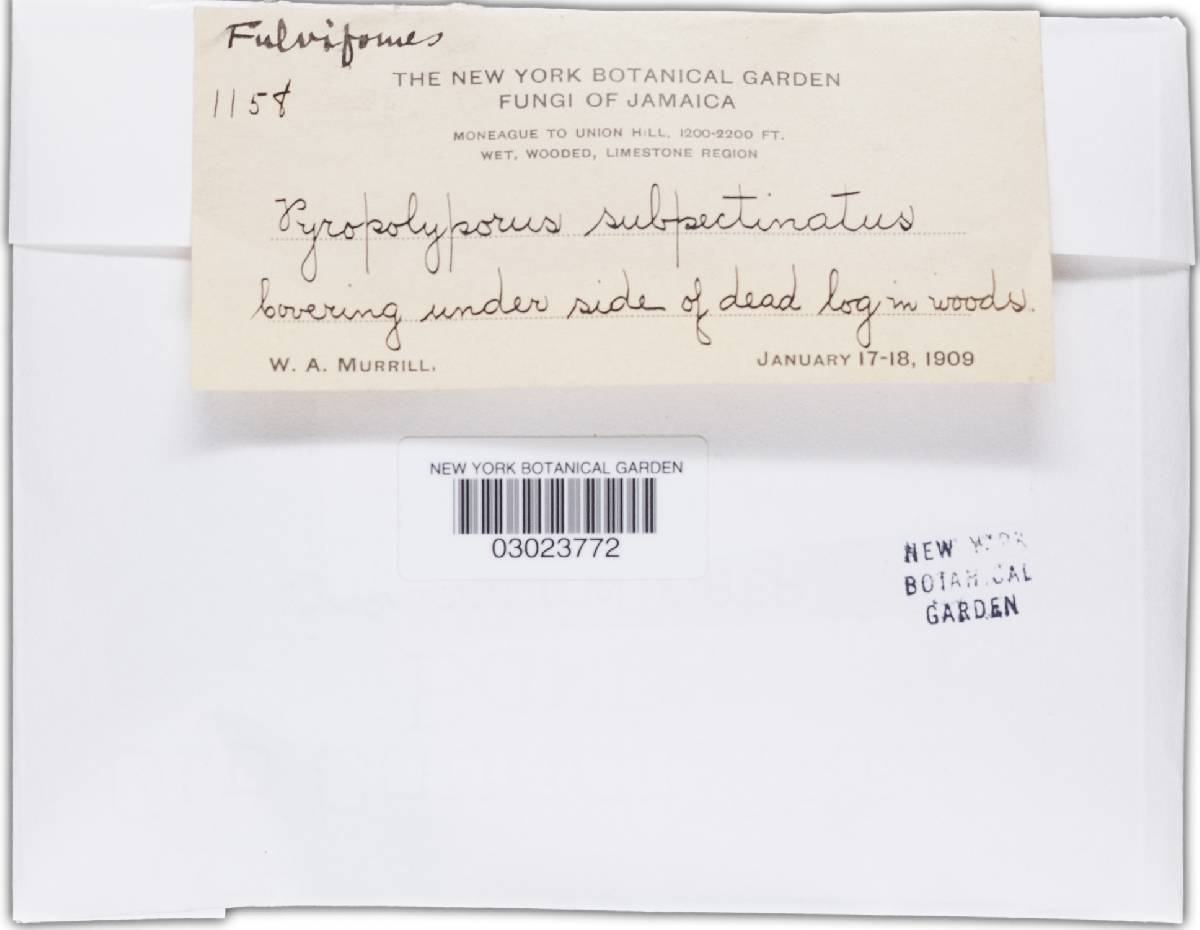 Fulvifomes
1158
THE NEW YORK BOTANICAL GARDEN
FUNGI OF JAMAICA
MONEAGUE TO UNION HILL, 1200-2200 FT.
WET, WOODED, LIMESTONE REGION
Pyropolyporus subpectinatus
Covering under side of dead log in woods.
W. A. MURRILL.
JANUARY 17-18, 1909
NEW YORK BOTANICAL GARDEN
03023772
NEW YORK
BOTANICAL
GARDEN